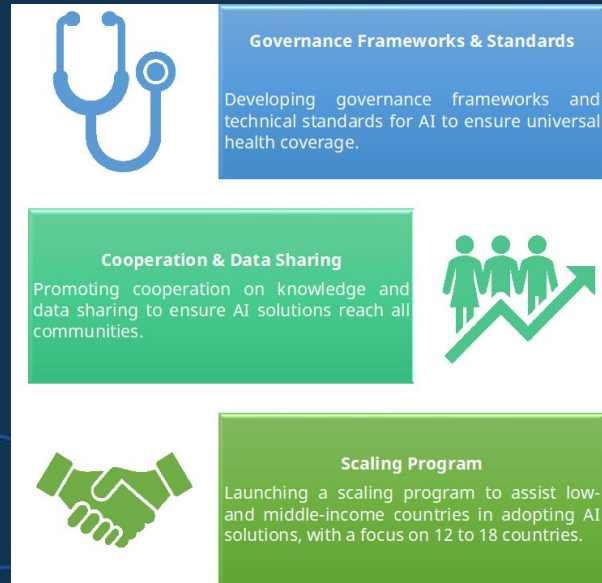 Governance Frameworks & Standards
Developing governance frameworks and
technical standards for AI to ensure universal
health coverage.
Cooperation & Data Sharing
Promoting cooperation on knowledge and
data sharing to ensure AI solutions reach all
communities.
Scaling Program
Launching a scaling program to assist low-
and middle-income countries in adopting AI
solutions, with a focus on 12 to 18 countries.